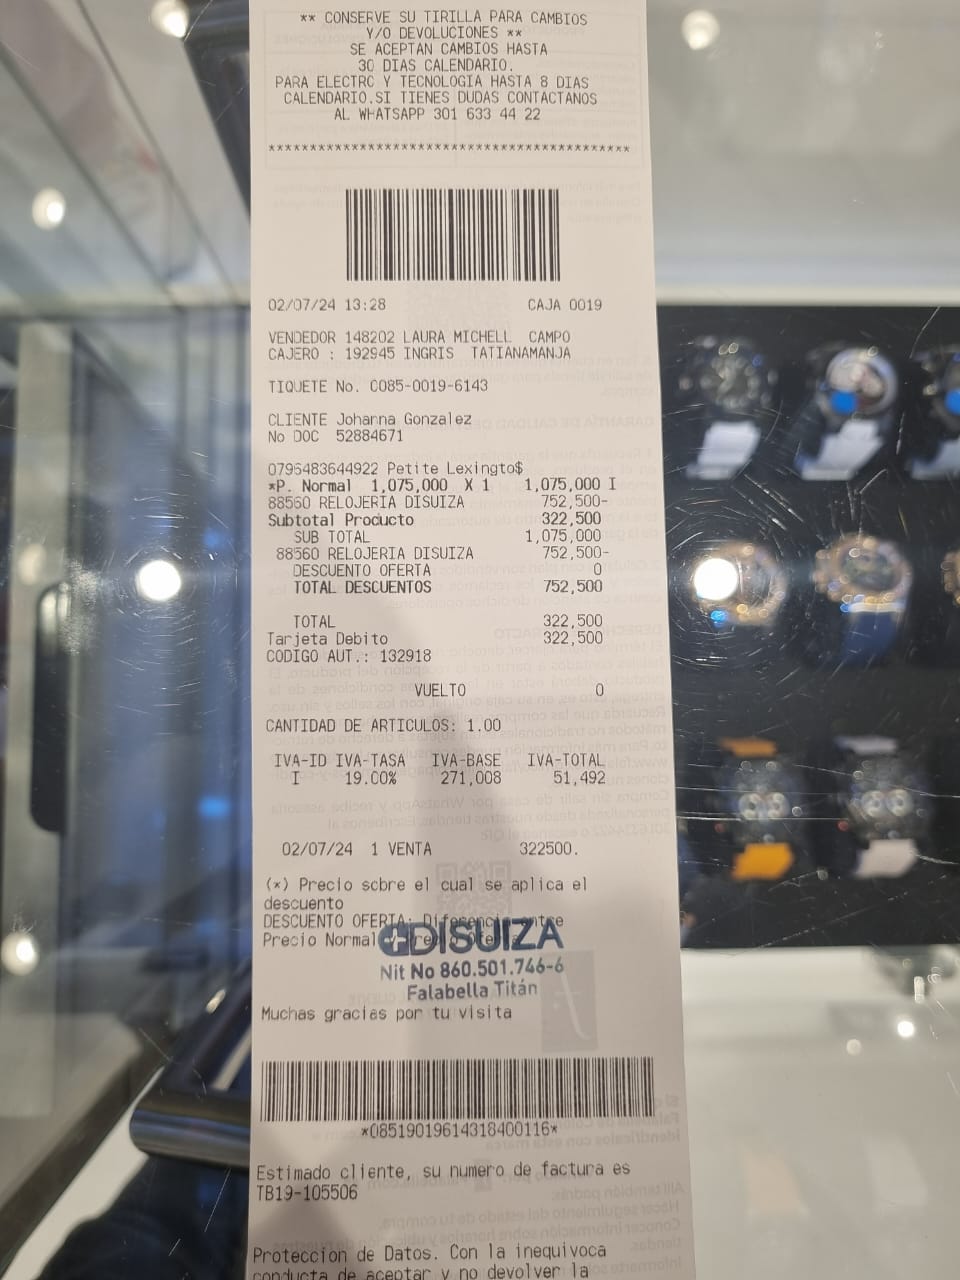 ** CONSERVE SU TIRILLA PARA CAMBIOS
Y/O DEVOLUCIONES **
SE ACEPTAN CAMBIOS HASTA
30 DIAS CALENDARIO.
PARA ELECTRO Y TECNOLOGIA HASTA 8 DIAS
CALENDARIO.SI TIENES DUDAS CONTACTANOS
AL WHATSAPP 301 633 44 22
********************************************
02/07/24 13:28 CAJA 0019
VENDEDOR 148202 LAURA MICHELL CAMPO
CAJERO : 192945 INGRIS TATIANAMANJA
TIQUETE No. C085-0019-6143
CLIENTE Johanna Gonzalez
No DOC 52884671
0796483644922 Petite Lexingto$
*P. Normal 1,075,000 X 1 1,075,000 I
88560 RELOJERIA DISUIZA 752,500-
Subtotal Producto 322,500
SUB TOTAL 1,075,000
88560 RELOJERIA DISUIZA 752,500-
DESCUENTO OFERTA 0
TOTAL DESCUENTOS 752,500
TOTAL 322,500
Tarjeta Debito 322,500
CODIGO AUT.: 132918
VUELTO 0
CANTIDAD DE ARTICULOS: 1.00
IVA-ID IVA-TASA IVA-BASE IVA-TOTAL
I 19.00% 271,008 51,492
02/07/24 1 VENTA 322500.
(*) Precio sobre el cual se aplica el
descuento
DESCUENTO OFERTA: Diferencia entre
Precio Normal y Precio Oferta
DISUIZA
Nit No 860.501.746-6
Falabella Titán
Muchas gracias por tu visita
*08519019614318400116*
Estimado cliente, su numero de factura es
TB19-105506
Proteccion de Datos. Con la inequivoca
conducta de aceptar y no devolver la